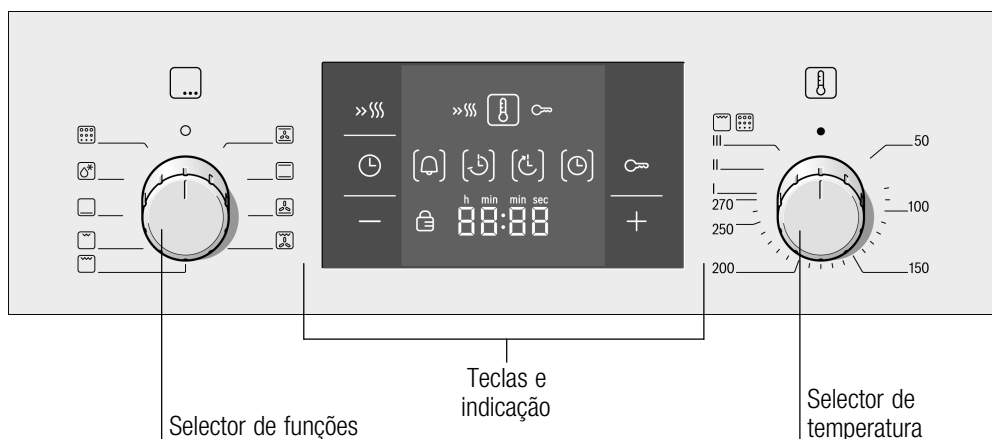 h min min sec
88:88
III
II
I
270
250
200
50
100
150
Teclas e
indicação
Selector de funções
Selector de
temperatura